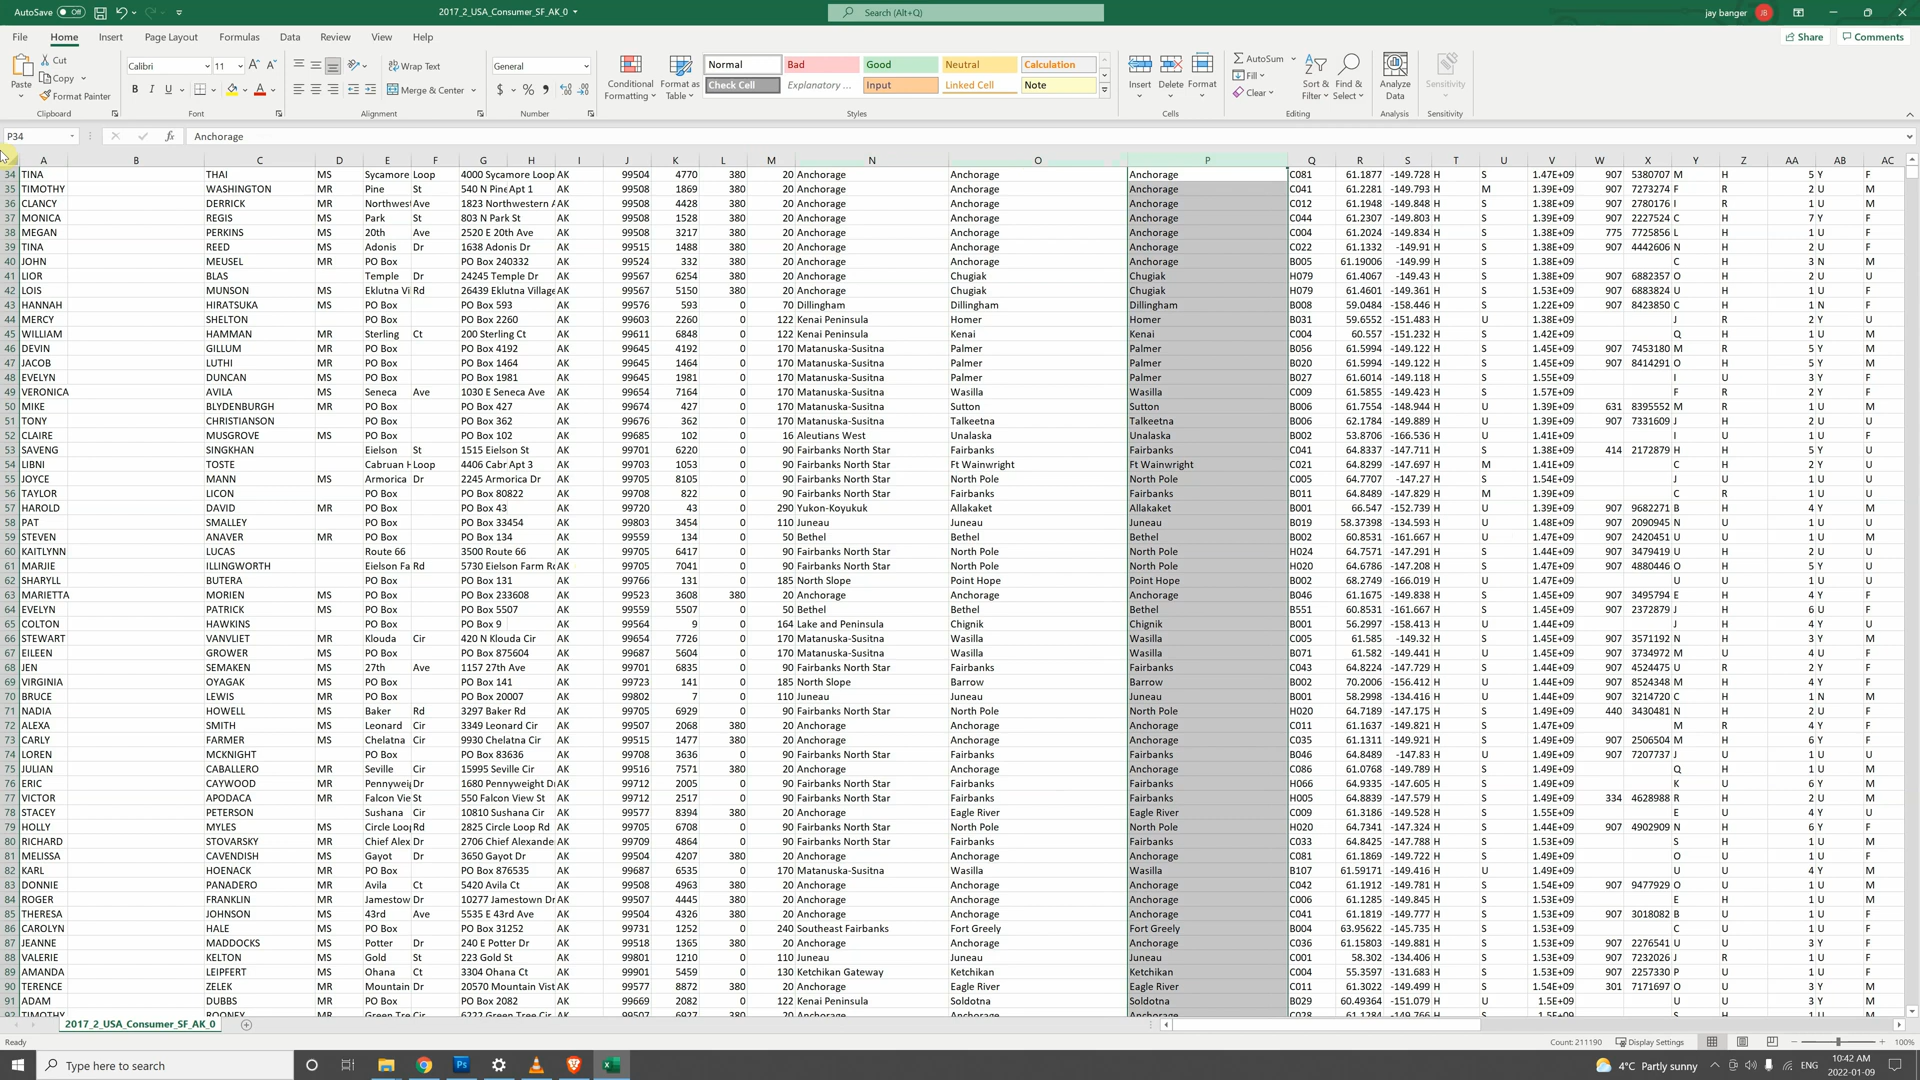 AutoSave Off 2017_2_USA_Consumer_SF_AK_0 Search (Alt+Q) jay banger JB
File Home Insert Page Layout Formulas Data Review View Help Share Comments
Paste Cut Copy Format Painter Calibri 11 Wrap Text Merge & Center General Conditional Formatting Format as Table Normal Bad Good Neutral Calculation Check Cell Explanatory ... Input Linked Cell Note Insert Delete Format AutoSum Fill Clear Sort & Filter Find & Select Analyze Data Sensitivity
Clipboard Font Alignment Number Styles Cells Editing Analysis Sensitivity
P34 fx Anchorage
A B C D E F G H I J K L M N O P Q R S T U V W X Y Z AA AB AC
34 TINA THAI MS Sycamore Loop 4000 Sycamore Loop AK 99504 4770 380 20 Anchorage Anchorage Anchorage C081 61.1877 -149.728 H S 1.47E+09 907 5380707 M H 5 Y F
35 TIMOTHY WASHINGTON MR Pine St 540 N Pine Apt 1 AK 99508 1869 380 20 Anchorage Anchorage Anchorage C041 61.2281 -149.793 H M 1.38E+09 907 7273274 F R 2 U M
36 CLANCY DERRICK MR Northwest Ave 1823 Northwestern A AK 99508 4428 380 20 Anchorage Anchorage Anchorage C012 61.1948 -149.848 H S 1.38E+09 907 2780176 I R 1 U M
37 MONICA REGIS MS Park St 803 N Park St AK 99508 1528 380 20 Anchorage Anchorage Anchorage C044 61.2307 -149.803 H S 1.38E+09 907 2227524 C H 7 Y F
38 MEGAN PERKINS MS 20th Ave 2520 E 20th Ave AK 99508 3217 380 20 Anchorage Anchorage Anchorage C004 61.2024 -149.834 H S 1.38E+09 775 7725856 L H 1 U F
39 TINA REED MS Adonis Dr 1638 Adonis Dr AK 99515 1488 380 20 Anchorage Anchorage Anchorage C022 61.1332 -149.91 H S 1.38E+09 907 4442606 N H 2 U F
40 JOHN MEUSEL MR PO Box PO Box 240332 AK 99524 332 380 20 Anchorage Anchorage Anchorage B005 61.19006 -149.99 H S 1.38E+09 C H 3 N M
41 LIOR BLAS Temple Dr 24245 Temple Dr AK 99567 6254 380 20 Anchorage Chugiak Chugiak H079 61.4067 -149.43 H S 1.38E+09 907 6882357 O H 2 U U
42 LOIS MUNSON MS Eklutna Vi Rd 26439 Eklutna Village AK 99567 5150 380 20 Anchorage Chugiak Chugiak H079 61.4601 -149.361 H S 1.53E+09 907 6883824 U H 1 U F
43 HANNAH HIRATSUKA MS PO Box PO Box 593 AK 99576 593 0 70 Dillingham Dillingham Dillingham B008 59.0484 -158.446 H S 1.22E+09 907 8423850 C H 1 N F
44 MERCY SHELTON PO Box PO Box 2260 AK 99603 2260 0 122 Kenai Peninsula Homer Homer B031 59.6552 -151.483 H U 1.38E+09 J R 2 Y U
45 WILLIAM HAMMAN MR Sterling Ct 200 Sterling Ct AK 99611 6848 0 122 Kenai Peninsula Kenai Kenai C004 60.557 -151.232 H S 1.42E+09 Q H 1 U M
46 DEVIN GILLUM MR PO Box PO Box 4192 AK 99645 4192 0 170 Matanuska-Susitna Palmer Palmer B056 61.5994 -149.122 H S 1.45E+09 907 7453180 M R 5 Y M
47 JACOB LUTHI MR PO Box PO Box 1464 AK 99645 1464 0 170 Matanuska-Susitna Palmer Palmer B020 61.5994 -149.122 H S 1.45E+09 907 8414291 O H 5 Y M
48 EVELYN DUNCAN MS PO Box PO Box 1981 AK 99645 1981 0 170 Matanuska-Susitna Palmer Palmer B027 61.6014 -149.118 H S 1.55E+09 I U 3 Y F
49 VERONICA AVILA MS Seneca Ave 1030 E Seneca Ave AK 99654 7164 0 170 Matanuska-Susitna Wasilla Wasilla C009 61.5855 -149.423 H S 1.57E+09 F R 2 Y F
50 MIKE BLYDENBURGH MR PO Box PO Box 427 AK 99674 427 0 170 Matanuska-Susitna Sutton Sutton B006 61.7554 -148.944 H U 1.39E+09 631 8395552 M R 1 U M
51 TONY CHRISTIANSON PO Box PO Box 362 AK 99676 362 0 170 Matanuska-Susitna Talkeetna Talkeetna B006 62.1784 -149.889 H U 1.39E+09 907 7331609 J H 2 U U
52 CLAIRE MUSGROVE MS PO Box PO Box 102 AK 99685 102 0 16 Aleutians West Unalaska Unalaska B002 53.8706 -166.536 H U 1.41E+09 I U 1 U F
53 SAVENG SINGKHAN Eielson St 1515 Eielson St AK 99701 6220 0 90 Fairbanks North Star Fairbanks Fairbanks C041 64.8337 -147.711 H S 1.38E+09 414 2172879 H H 5 Y U
54 LIBNI TOSTE Cabruan H Loop 4406 Cabr Apt 3 AK 99703 1053 0 90 Fairbanks North Star Ft Wainwright Ft Wainwright C021 64.8299 -147.697 H M 1.41E+09 C H 2 Y U
55 JOYCE MANN MS Armorica Dr 2245 Armorica Dr AK 99705 8105 0 90 Fairbanks North Star North Pole North Pole C005 64.7707 -147.27 H S 1.54E+09 J U 1 U U
56 TAYLOR LICON PO Box PO Box 80822 AK 99708 822 0 90 Fairbanks North Star Fairbanks Fairbanks B011 64.8489 -147.829 H M 1.39E+09 C R 1 U U
57 HAROLD DAVID MR PO Box PO Box 43 AK 99720 43 0 290 Yukon-Koyukuk Allakaket Allakaket B001 66.547 -152.739 H U 1.39E+09 907 9682271 B H 4 Y M
58 PAT SMALLEY PO Box PO Box 33454 AK 99803 3454 0 110 Juneau Juneau Juneau B019 58.37398 -134.593 H U 1.48E+09 907 2090945 N U 1 U U
59 STEVEN ANAVER MR PO Box PO Box 134 AK 99559 134 0 50 Bethel Bethel Bethel B002 60.8531 -161.667 H U 1.47E+09 907 2420451 U U 1 U M
60 KAITLYNN LUCAS Route 66 3500 Route 66 AK 99705 6417 0 90 Fairbanks North Star North Pole North Pole H024 64.7571 -147.291 H S 1.44E+09 907 3479419 U H 2 U U
61 MARJIE ILLINGWORTH Eielson Fa Rd 5730 Eielson Farm Rd AK 99705 7041 0 90 Fairbanks North Star North Pole North Pole H020 64.6786 -147.208 H S 1.47E+09 907 4880446 O H 5 Y U
62 SHARYLL BUTERA PO Box PO Box 131 AK 99766 131 0 185 North Slope Point Hope Point Hope B002 68.2749 -166.019 H U 1.47E+09 U U 1 U U
63 MARIETTA MORIEN MS PO Box PO Box 233608 AK 99523 3608 380 20 Anchorage Anchorage Anchorage B046 61.1675 -149.838 H S 1.38E+09 907 3495794 E H 4 Y F
64 EVELYN PATRICK MS PO Box PO Box 5507 AK 99559 5507 0 50 Bethel Bethel Bethel B551 60.8531 -161.667 H U 1.45E+09 907 2372879 J H 6 U F
65 COLTON HAWKINS PO Box PO Box 9 AK 99564 9 0 164 Lake and Peninsula Chignik Chignik B001 56.2997 -158.413 H U 1.44E+09 J H 4 Y U
66 STEWART VANVLIET MR Klouda Cir 420 N Klouda Cir AK 99654 7726 0 170 Matanuska-Susitna Wasilla Wasilla C005 61.585 -149.32 H S 1.45E+09 907 3571192 N H 3 Y M
67 EILEEN GROWER MS PO Box PO Box 875604 AK 99687 5604 0 170 Matanuska-Susitna Wasilla Wasilla B071 61.582 -149.441 H S 1.45E+09 907 3734972 M U 4 U F
68 JEN SEMAKEN MS 27th Ave 1157 27th Ave AK 99701 6835 0 90 Fairbanks North Star Fairbanks Fairbanks C043 64.8224 -147.729 H S 1.44E+09 907 4524475 U R 2 Y F
69 VIRGINIA OYAGAK MS PO Box PO Box 141 AK 99723 141 0 185 North Slope Barrow Barrow B002 70.2006 -156.412 H U 1.44E+09 907 8524348 M H 4 Y F
70 BRUCE LEWIS MR PO Box PO Box 20007 AK 99802 7 0 110 Juneau Juneau Juneau B001 58.2998 -134.416 H U 1.49E+09 907 3214720 C H 1 N M
71 NADIA HOWELL MS Baker Rd 3297 Baker Rd AK 99705 6929 0 90 Fairbanks North Star North Pole North Pole H020 64.7189 -147.175 H S 1.49E+09 440 3430481 N H 2 U F
72 ALEXA SMITH MS Leonard Cir 3349 Leonard Cir AK 99507 2068 380 20 Anchorage Anchorage Anchorage C011 61.1637 -149.821 H S 1.47E+09 M R 4 Y F
73 CARLY FARMER MS Chelatna Cir 9930 Chelatna Cir AK 99515 1477 380 20 Anchorage Anchorage Anchorage C035 61.1311 -149.921 H S 1.49E+09 907 2506504 M H 6 Y F
74 LOREN MCKNIGHT PO Box PO Box 83636 AK 99708 3636 0 90 Fairbanks North Star Fairbanks Fairbanks B046 64.8489 -147.83 H U 1.49E+09 907 7207737 J U 1 U U
75 JULIAN CABALLERO MR Seville Cir 15995 Seville Cir AK 99516 7571 380 20 Anchorage Anchorage Anchorage C086 61.0768 -149.789 H S 1.49E+09 Q H 1 U M
76 ERIC CAYWOOD MR Pennyweig Dr 1680 Pennyweight Dr AK 99712 2005 0 90 Fairbanks North Star Fairbanks Fairbanks H066 64.9335 -147.605 H S 1.49E+09 K U 6 Y M
77 VICTOR APODACA MR Falcon Vie St 550 Falcon View St AK 99712 2517 0 90 Fairbanks North Star Fairbanks Fairbanks H005 64.8839 -147.579 H S 1.49E+09 334 4628988 R H 2 U M
78 STACEY PETERSON Sushana Cir 10810 Sushana Cir AK 99577 8394 380 20 Anchorage Eagle River Eagle River C009 61.3186 -149.528 H S 1.55E+09 E U 4 Y U
79 HOLLY MYLES MS Circle Loop Rd 2825 Circle Loop Rd AK 99705 6708 0 90 Fairbanks North Star North Pole North Pole H020 64.7341 -147.324 H S 1.44E+09 907 4902909 N H 6 Y F
80 RICHARD STOVARSKY MR Chief Alex Dr 2706 Chief Alexande AK 99709 4864 0 90 Fairbanks North Star Fairbanks Fairbanks C033 64.8425 -147.788 H S 1.53E+09 S H 1 U M
81 MELISSA CAVENDISH MS Gayot Dr 3650 Gayot Dr AK 99504 4207 380 20 Anchorage Anchorage Anchorage C081 61.1869 -149.722 H S 1.49E+09 O U 1 U F
82 KARL HOENACK MR PO Box PO Box 876535 AK 99687 6535 0 170 Matanuska-Susitna Wasilla Wasilla B107 61.59171 -149.416 H U 1.49E+09 U U 4 Y M
83 DONNIE PANADERO MR Avila Ct 5420 Avila Ct AK 99508 4963 380 20 Anchorage Anchorage Anchorage C042 61.1912 -149.781 H S 1.54E+09 907 9477929 O H 1 U M
84 ROGER FRANKLIN MR Jamestow Dr 10277 Jamestown Dr AK 99507 4445 380 20 Anchorage Anchorage Anchorage C006 61.1285 -149.845 H S 1.53E+09 E H 1 U M
85 THERESA JOHNSON MS 43rd Ave 5535 E 43rd Ave AK 99504 4326 380 20 Anchorage Anchorage Anchorage C041 61.1819 -149.777 H S 1.53E+09 907 3018082 B U 1 U F
86 CAROLYN HALE MS PO Box PO Box 31252 AK 99731 1252 0 240 Southeast Fairbanks Fort Greely Fort Greely B004 63.95622 -145.735 H S 1.53E+09 C U 1 U F
87 JEANNE MADDOCKS MS Potter Dr 240 E Potter Dr AK 99518 1365 380 20 Anchorage Anchorage Anchorage C036 61.15803 -149.881 H S 1.53E+09 907 2276541 U U 3 Y F
88 VALERIE KELTON MS Gold St 223 Gold St AK 99801 1210 0 110 Juneau Juneau Juneau C001 58.302 -134.406 H S 1.53E+09 907 7232026 J R 1 U F
89 AMANDA LEIPFERT MS Ohana Ct 3304 Ohana Ct AK 99901 5459 0 130 Ketchikan Gateway Ketchikan Ketchikan C004 55.3597 -131.683 H S 1.53E+09 907 2257330 P U 1 U F
90 TERENCE ZELEK MR Mountain Dr 20570 Mountain Vist AK 99577 8872 380 20 Anchorage Eagle River Eagle River C011 61.3022 -149.499 H S 1.54E+09 301 7171697 O U 3 Y M
91 ADAM DUBBS MR PO Box PO Box 2082 AK 99669 2082 0 122 Kenai Peninsula Soldotna Soldotna B029 60.49364 -151.079 H U 1.5E+09 U U 3 Y M
2017_2_USA_Consumer_SF_AK_0
Ready Count: 211190 Display Settings 100%
Type here to search 4°C Partly sunny ENG 10:42 AM 2022-01-09